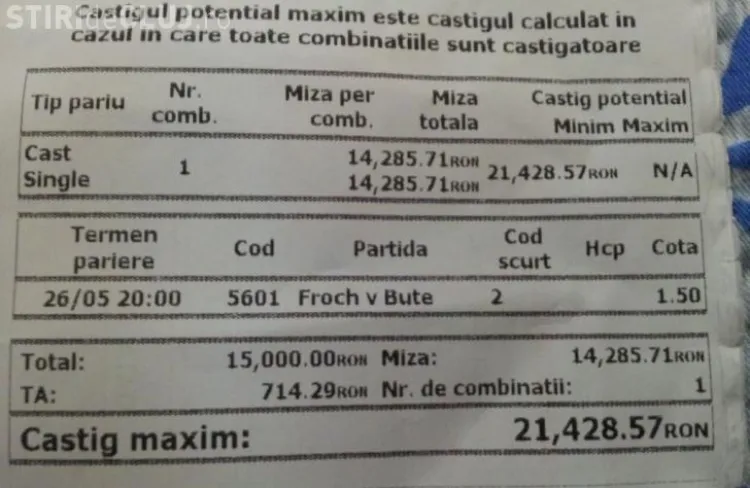 Castigul potential maxim este castigul calculat in
STIRIdeCLUJ.ro
cazul in care toate combinatiile sunt castigatoare
Tip pariu Nr. comb. Miza per comb. Miza totala Castig potential Minim Maxim
Cast Single 1 14,285.71RON 14,285.71RON 21,428.57RON N/A
Termen pariere Cod Partida Cod scurt Hcp Cota
26/05 20:00 5601 Froch v Bute 2 1.50
Total: 15,000.00RON Miza: 14,285.71RON
TA: 714.29RON Nr. de combinatii: 1
Castig maxim: 21,428.57RON